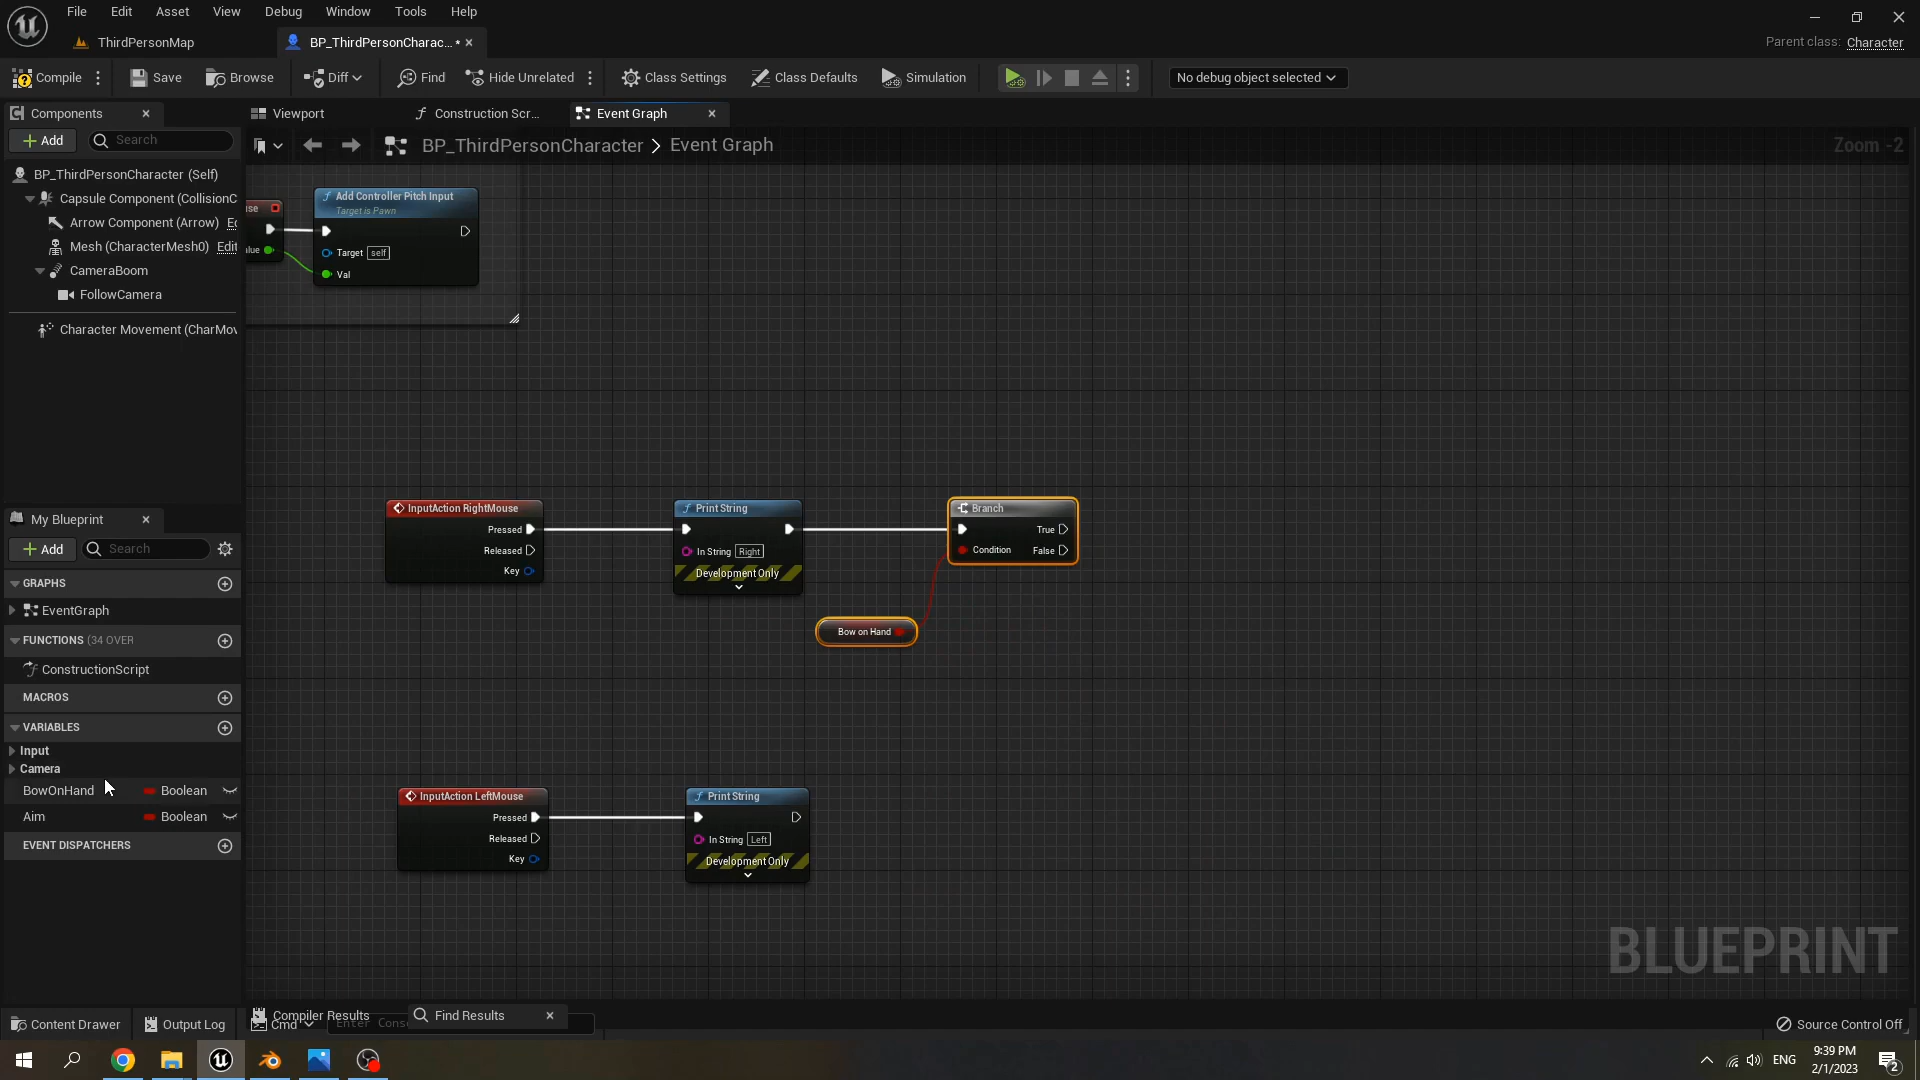 File Edit Asset View Debug Window Tools Help
ThirdPersonMap
BP_ThirdPersonCharac... *
Parent class: Character
Compile
Save
Browse
Diff
Find
Hide Unrelated
Class Settings
Class Defaults
Simulation
No debug object selected
Components
Viewport
Construction Scr...
Event Graph
Add
Search
BP_ThirdPersonCharacter > Event Graph
Zoom -2
BP_ThirdPersonCharacter (Self)
Capsule Component (CollisionC
Arrow Component (Arrow)
Mesh (CharacterMesh0) Edit
CameraBoom
FollowCamera
Character Movement (CharMov
Add Controller Pitch Input
Target is Pawn
Target self
Val
InputAction RightMouse
Pressed
Released
Key
Print String
In String Right
Development Only
Branch
True
Condition False
Bow on Hand
InputAction LeftMouse
Pressed
Released
Key
Print String
In String Left
Development Only
My Blueprint
Add
Search
GRAPHS
EventGraph
FUNCTIONS (34 OVER
ConstructionScript
MACROS
VARIABLES
Input
Camera
BowOnHand Boolean
Aim Boolean
EVENT DISPATCHERS
BLUEPRINT
Compiler Results
Find Results
Content Drawer
Output Log
Cmd
Source Control Off
ENG
9:39 PM
2/1/2023
2